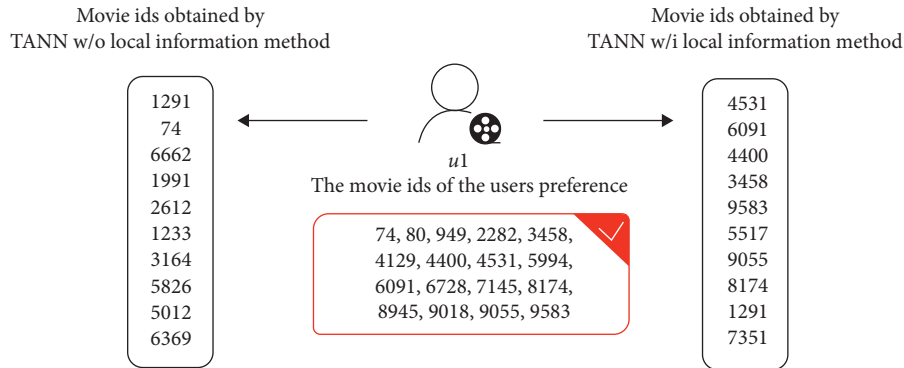 Movie ids obtained by
TANN w/o local information method
1291
74
6662
1991
2612
1233
3164
5826
5012
6369
u1
The movie ids of the users preference
74, 80, 949, 2282, 3458,
4129, 4400, 4531, 5994,
6091, 6728, 7145, 8174,
8945, 9018, 9055, 9583
Movie ids obtained by
TANN w/i local information method
4531
6091
4400
3458
9583
5517
9055
8174
1291
7351